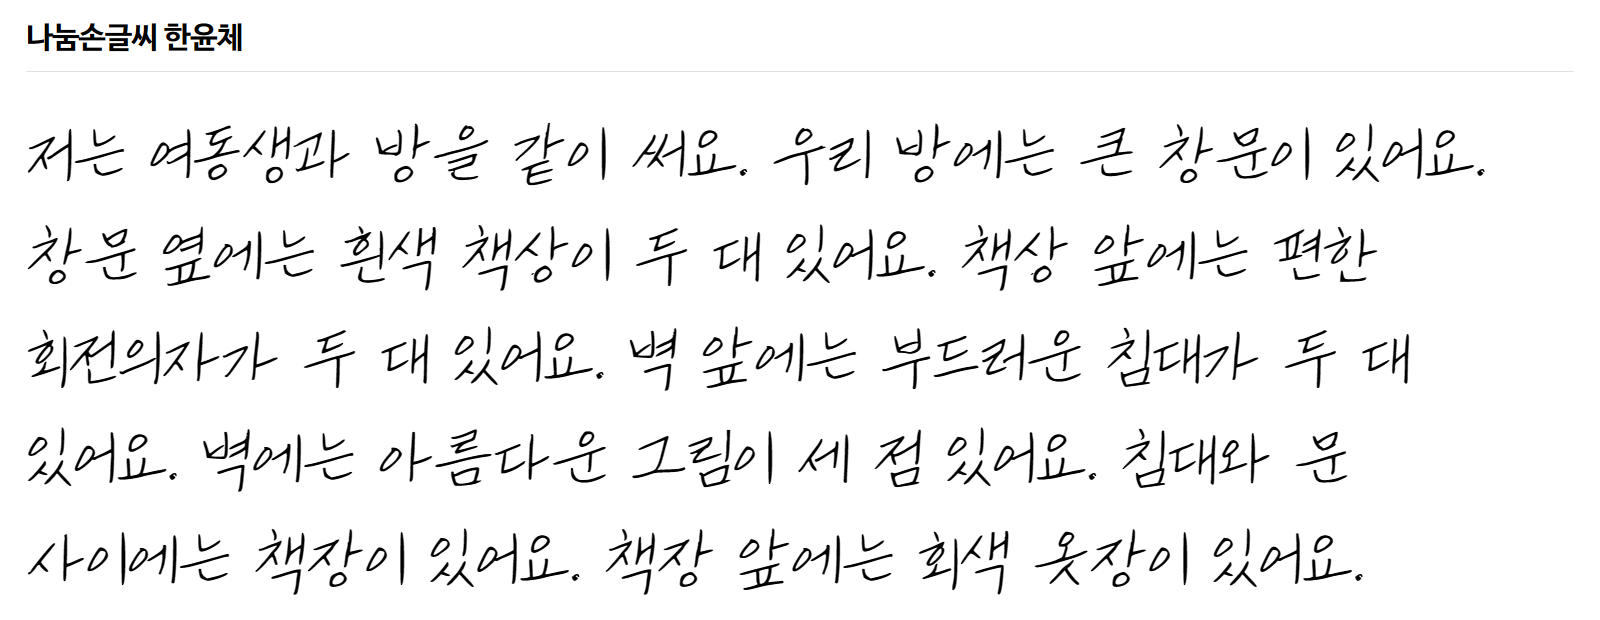 나눔손글씨 한윤체
저는 여동생과 방을 같이 써요. 우리 방에는 큰 창문이 있어요.
창문 옆에는 흰색 책상이 두 대 있어요. 책상 앞에는 편한
회전의자가 두 대 있어요. 벽 앞에는 부드러운 침대가 두 대
있어요. 벽에는 아름다운 그림이 세 점 있어요. 침대와 문
사이에는 책장이 있어요. 책장 앞에는 회색 옷장이 있어요.